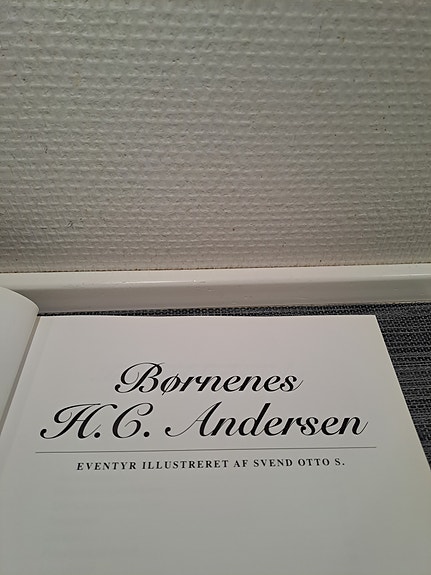 Børnenes
H.C. Andersen
EVENTYR ILLUSTRERET AF SVEND OTTO S.